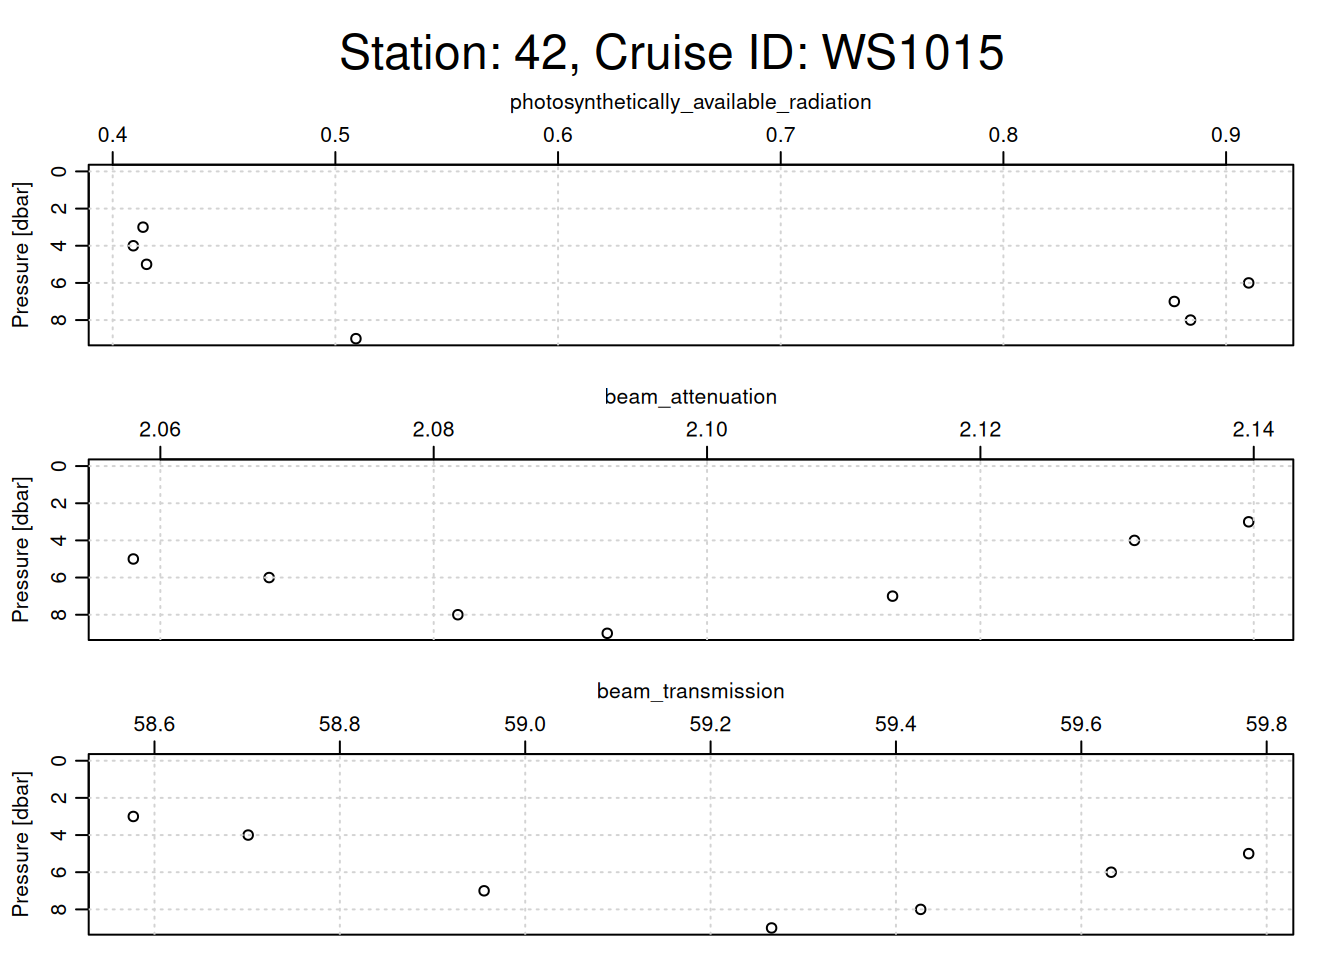 Station: 42, Cruise ID: WS1015
photosynthetically_available_radiation
0.4 0.5 0.6 0.7 0.8 0.9
Pressure [dbar]
0
2
4
6
8
beam_attenuation
2.06 2.08 2.10 2.12 2.14
Pressure [dbar]
0
2
4
6
8
beam_transmission
58.6 58.8 59.0 59.2 59.4 59.6 59.8
Pressure [dbar]
0
2
4
6
8